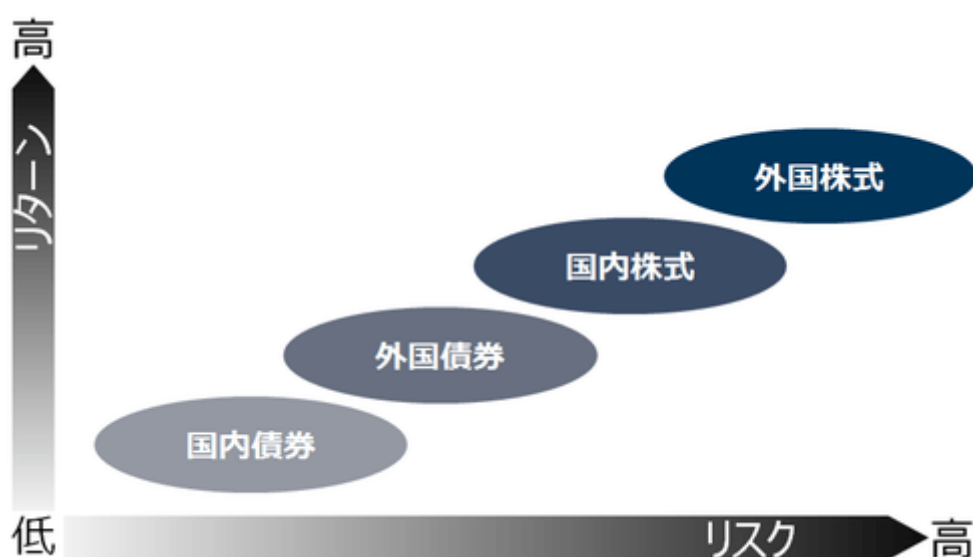 高
リターン
外国株式
国内株式
外国債券
国内債券
低
リスク
高